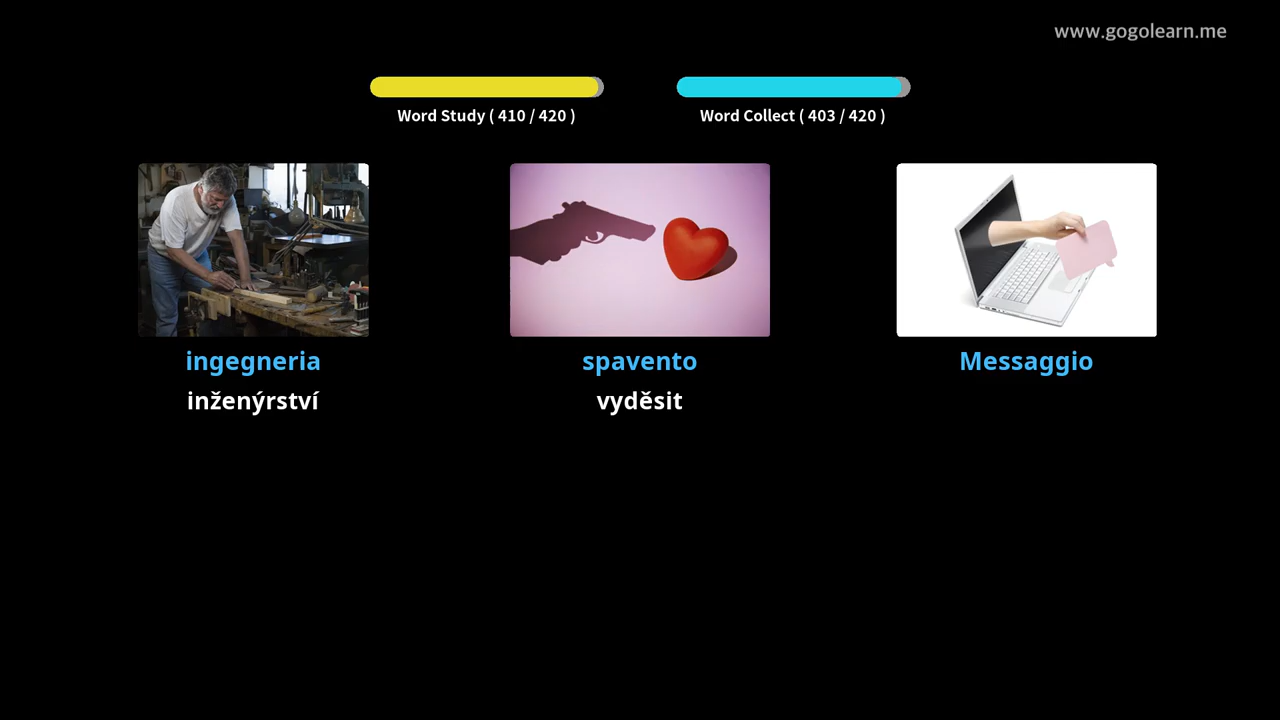 www.gogolearn.me
Word Study ( 410 / 420 )
Word Collect ( 403 / 420 )
ingegneria
spavento
Messaggio
inženýrství
vyděsit